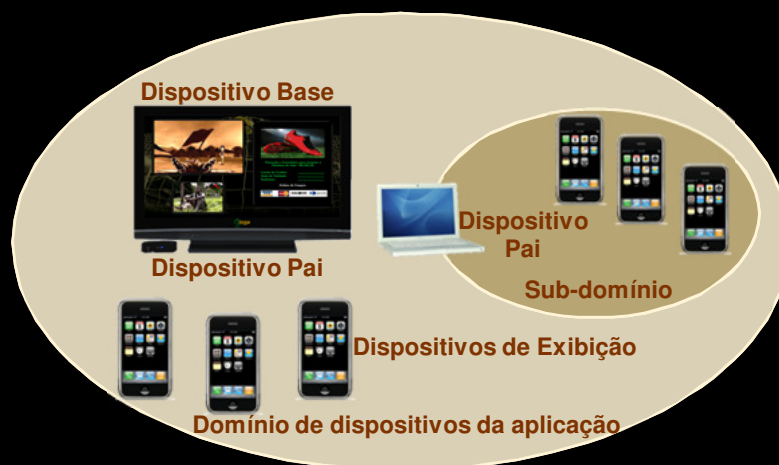 Dispositivo Base
Dispositivo Pai
Dispositivo
Pai
Sub-domínio
Dispositivos de Exibição
Domínio de dispositivos da aplicação